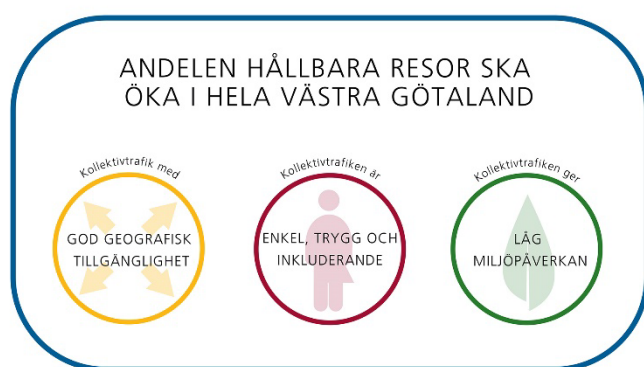 ANDELEN HÅLLBARA RESOR SKA
ÖKA I HELA VÄSTRA GÖTALAND
Kollektivtrafik med
GOD GEOGRAFISK
TILLGÄNGLIGHET
Kollektivtrafiken är
ENKEL, TRYGG OCH
INKLUDERANDE
Kollektivtrafiken ger
LÅG
MILJÖPÅVERKAN